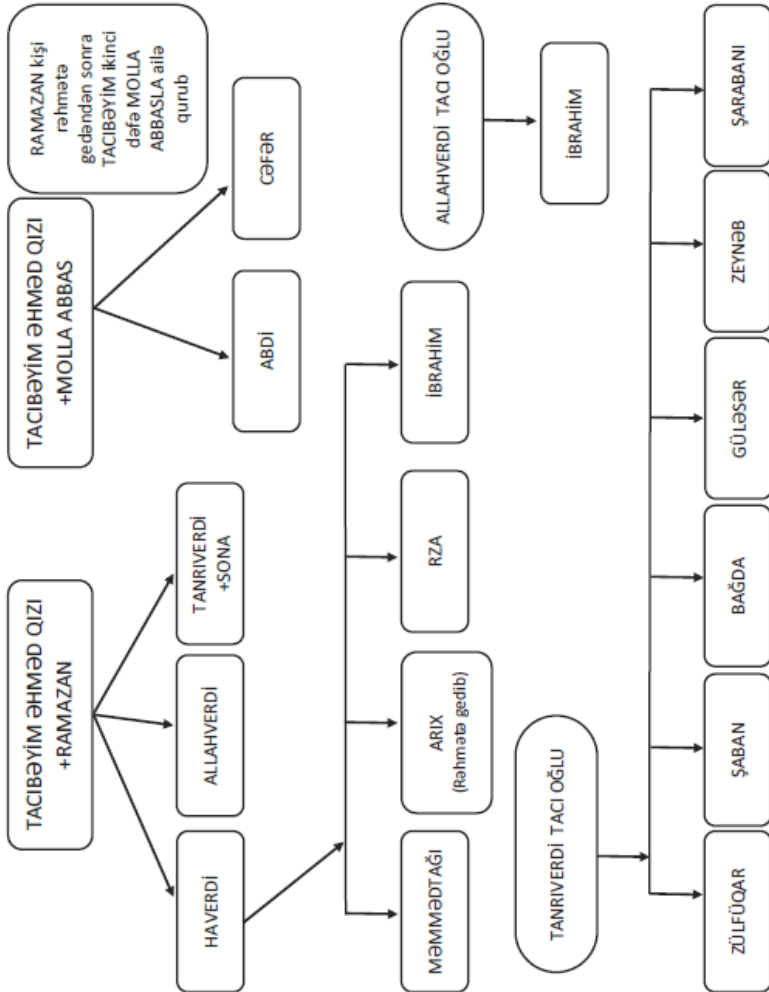 TACIBƏYİM ƏHMƏD QIZI
+RAMAZAN
TACIBƏYİM ƏHMƏD QIZI
+MOLLA ABBAS
RAMAZAN kişi
rəhmətə
gedəndən sonra
TACIBƏYİM ikinci
dəfə MOLLA
ABBASLA ailə
qurub
HAVERDİ
ALLAHVERDİ
TANRIVERDİ
+SONA
ABDİ
CƏFƏR
MƏMMƏDTAĞI
ARIX
(Rəhmətə gedib)
RZA
İBRAHİM
ALLAHVERDİ TACI OĞLU
İBRAHİM
TANRIVERDİ TACI OĞLU
ZÜLFÜQAR
ŞABAN
BAĞDA
GÜLƏSƏR
ZEYNƏB
ŞARABANI